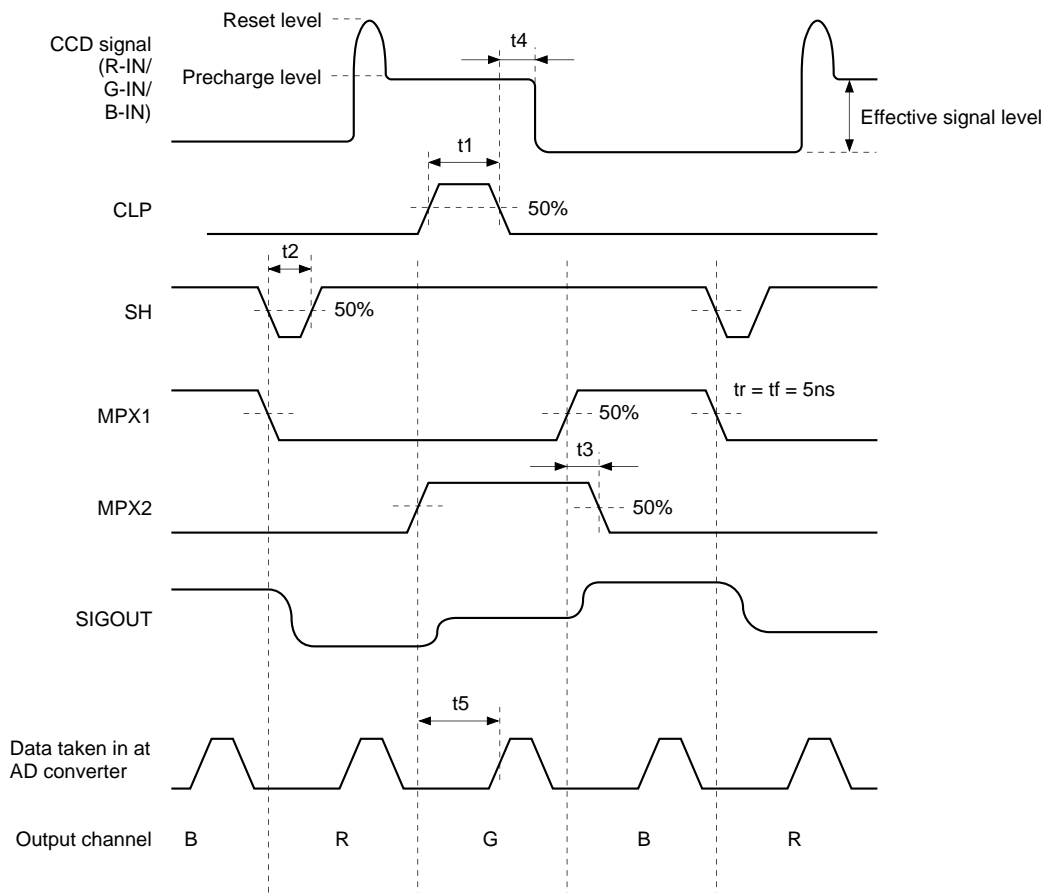 Reset level
CCD signal
(R-IN/
G-IN/
B-IN)
Precharge level
t4
Effective signal level
t1
CLP
50%
t2
SH
50%
tr = tf = 5ns
MPX1
50%
t3
MPX2
50%
SIGOUT
t5
Data taken in at
AD converter
Output channel B R G B R